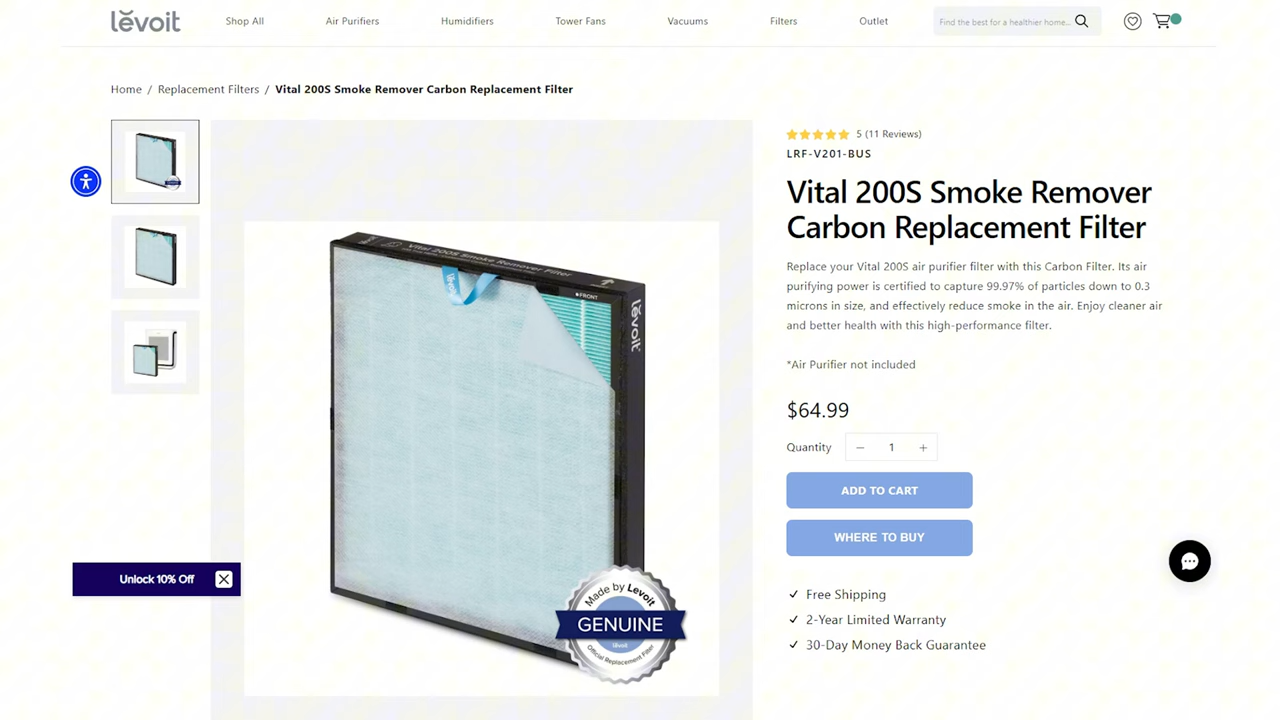 lēvoit
Shop All
Air Purifiers
Humidifiers
Tower Fans
Vacuums
Filters
Outlet
Find the best for a healthier home..
Home / Replacement Filters / Vital 200S Smoke Remover Carbon Replacement Filter
5 (11 Reviews)
LRF-V201-BUS
Vital 200S Smoke Remover
Carbon Replacement Filter
Replace your Vital 200S air purifier filter with this Carbon Filter. Its air
purifying power is certified to capture 99.97% of particles down to 0.3
microns in size, and effectively reduce smoke in the air. Enjoy cleaner air
and better health with this high-performance filter.
*Air Purifier not included
$64.99
Quantity
− 1 +
ADD TO CART
WHERE TO BUY
✓ Free Shipping
✓ 2-Year Limited Warranty
✓ 30-Day Money Back Guarantee
Vital 200S Smoke Remover Filter
FRONT
levoit
Unlock 10% Off
Made by Levoit
GENUINE
levoit
Official Replacement Filter